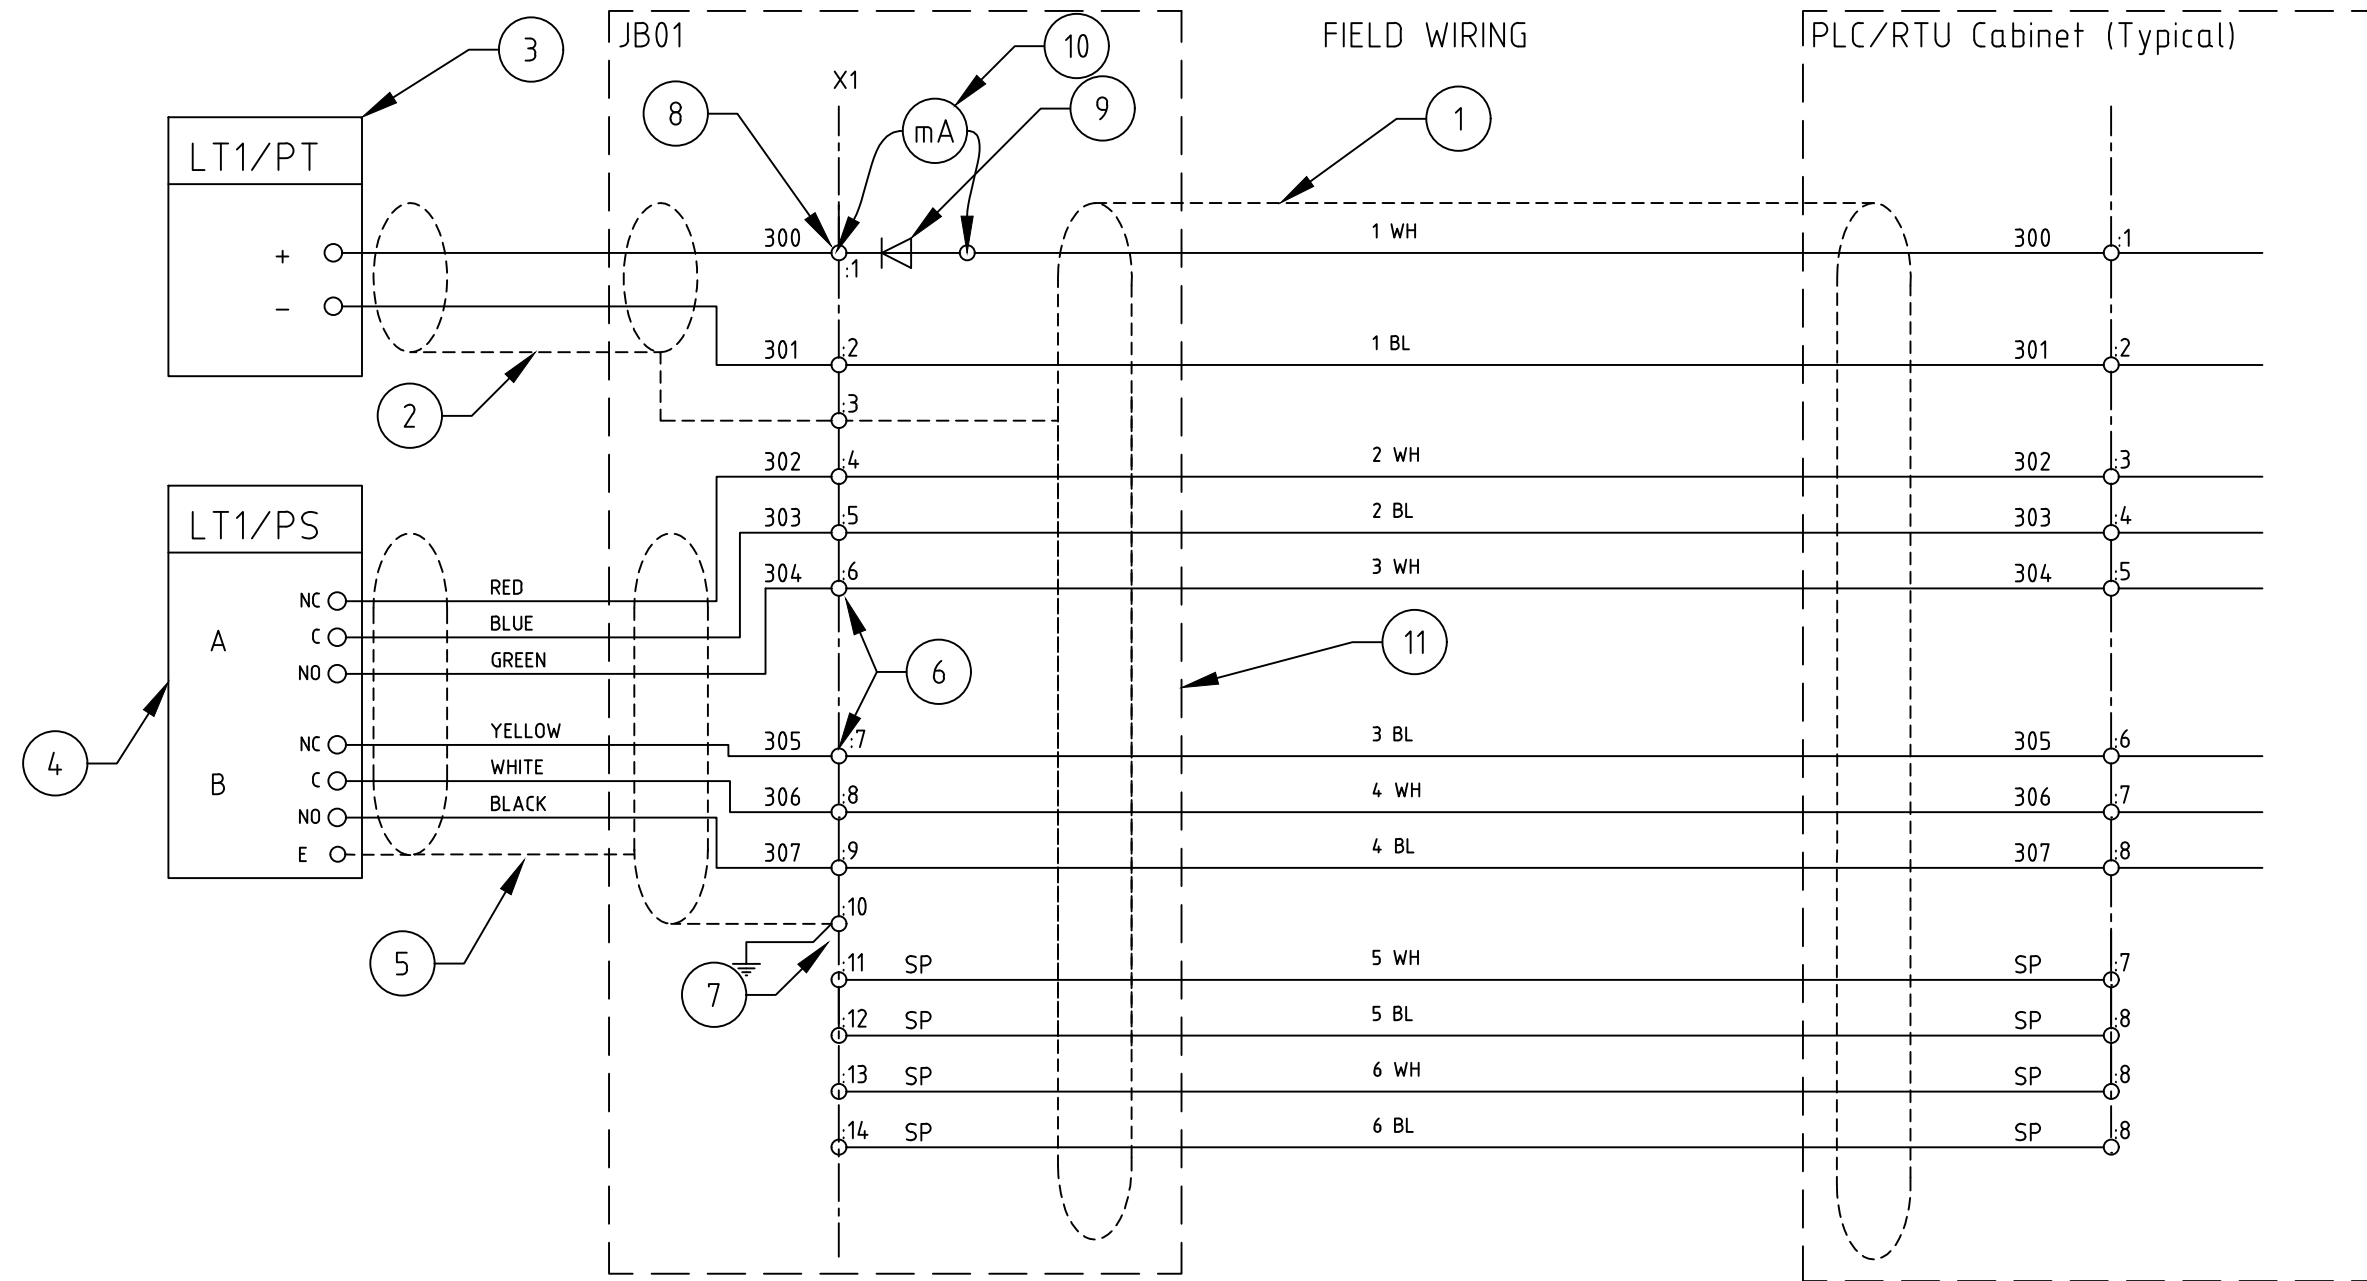 3
JB01
10
FIELD WIRING
PLC/RTU Cabinet (Typical)
X1
8
mA
9
1
LT1/PT
+
300
:1
1 WH
300
:1
-
301
:2
1 BL
301
:2
2
:3
302
:4
2 WH
302
:3
LT1/PS
303
:5
2 BL
303
:4
304
:6
3 WH
304
:5
NC
RED
A
C
BLUE
NO
GREEN
6
11
4
NC
YELLOW
305
:7
3 BL
305
:6
B
C
WHITE
306
:8
4 WH
306
:7
NO
BLACK
307
:9
4 BL
307
:8
E
:10
5
7
:11
SP
5 WH
SP
:7
:12
SP
5 BL
SP
:8
:13
SP
6 WH
SP
:8
:14
SP
6 BL
SP
:8